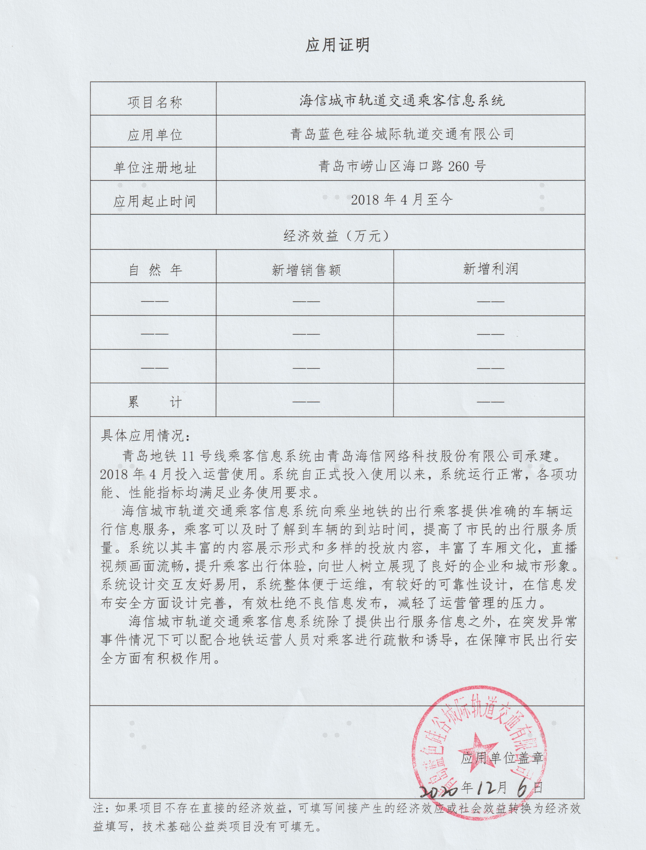 应用证明
项目名称 海信城市轨道交通乘客信息系统
应用单位 青岛蓝色硅谷城际轨道交通有限公司
单位注册地址 青岛市崂山区海口路 260 号
应用起止时间 2018 年 4 月至今
经济效益（万元）
自 然 年 新增销售额 新增利润
—— —— ——
—— —— ——
—— —— ——
累 计 —— ——
具体应用情况：
青岛地铁 11 号线乘客信息系统由青岛海信网络科技股份有限公司承建。
2018 年 4 月投入运营使用。系统自正式投入使用以来，系统运行正常，各项功
能、性能指标均满足业务使用要求。
海信城市轨道交通乘客信息系统向乘坐地铁的出行乘客提供准确的车辆运
行信息服务，乘客可以及时了解到车辆的到站时间，提高了市民的出行服务质
量。系统以其丰富的内容展示形式和多样的投放内容，丰富了车厢文化，直播
视频画面流畅，提升乘客出行体验，向世人树立展现了良好的企业和城市形象。
系统设计交互友好易用，系统整体便于运维，有较好的可靠性设计，在信息发
布安全方面设计完善，有效杜绝不良信息发布，减轻了运营管理的压力。
海信城市轨道交通乘客信息系统除了提供出行服务信息之外，在突发异常
事件情况下可以配合地铁运营人员对乘客进行疏散和诱导，在保障市民出行安
全方面有积极作用。
青岛蓝色硅谷城际轨道交通有限公司
应用单位盖章
2020 年 12 月 6 日
注：如果项目不存在直接的经济效益，可填写间接产生的经济效应或社会效益转换为经济效
益填写，技术基础公益类项目没有可填无。